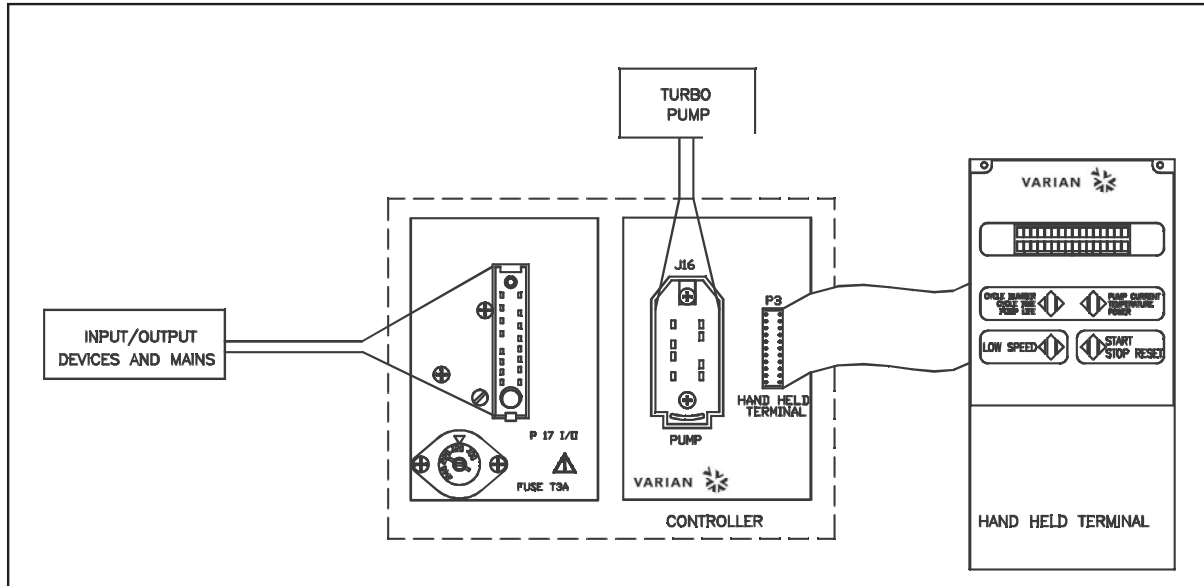 TURBO
PUMP
INPUT/OUTPUT
DEVICES AND MAINS
P 17 I/O
FUSE T3A
J16
PUMP
P3
HAND HELD
TERMINAL
VARIAN
CONTROLLER
VARIAN
CYCLE NUMBER
CYCLE TIME
PUMP LIFE
PUMP CURRENT
TEMPERATURE
POWER
LOW SPEED
START
STOP RESET
HAND HELD TERMINAL